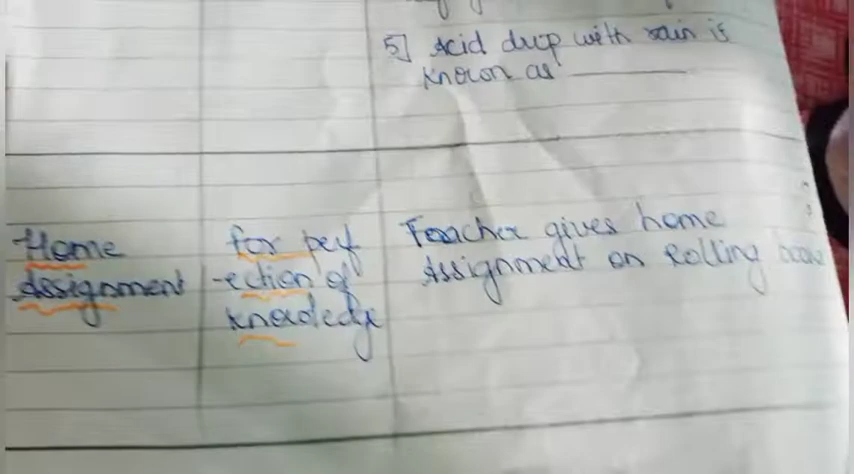 5] Acid drop with rain is
known as
Home
Assignment
for perf
-ection of
knowledge
Teacher gives home
Assignment on Rolling